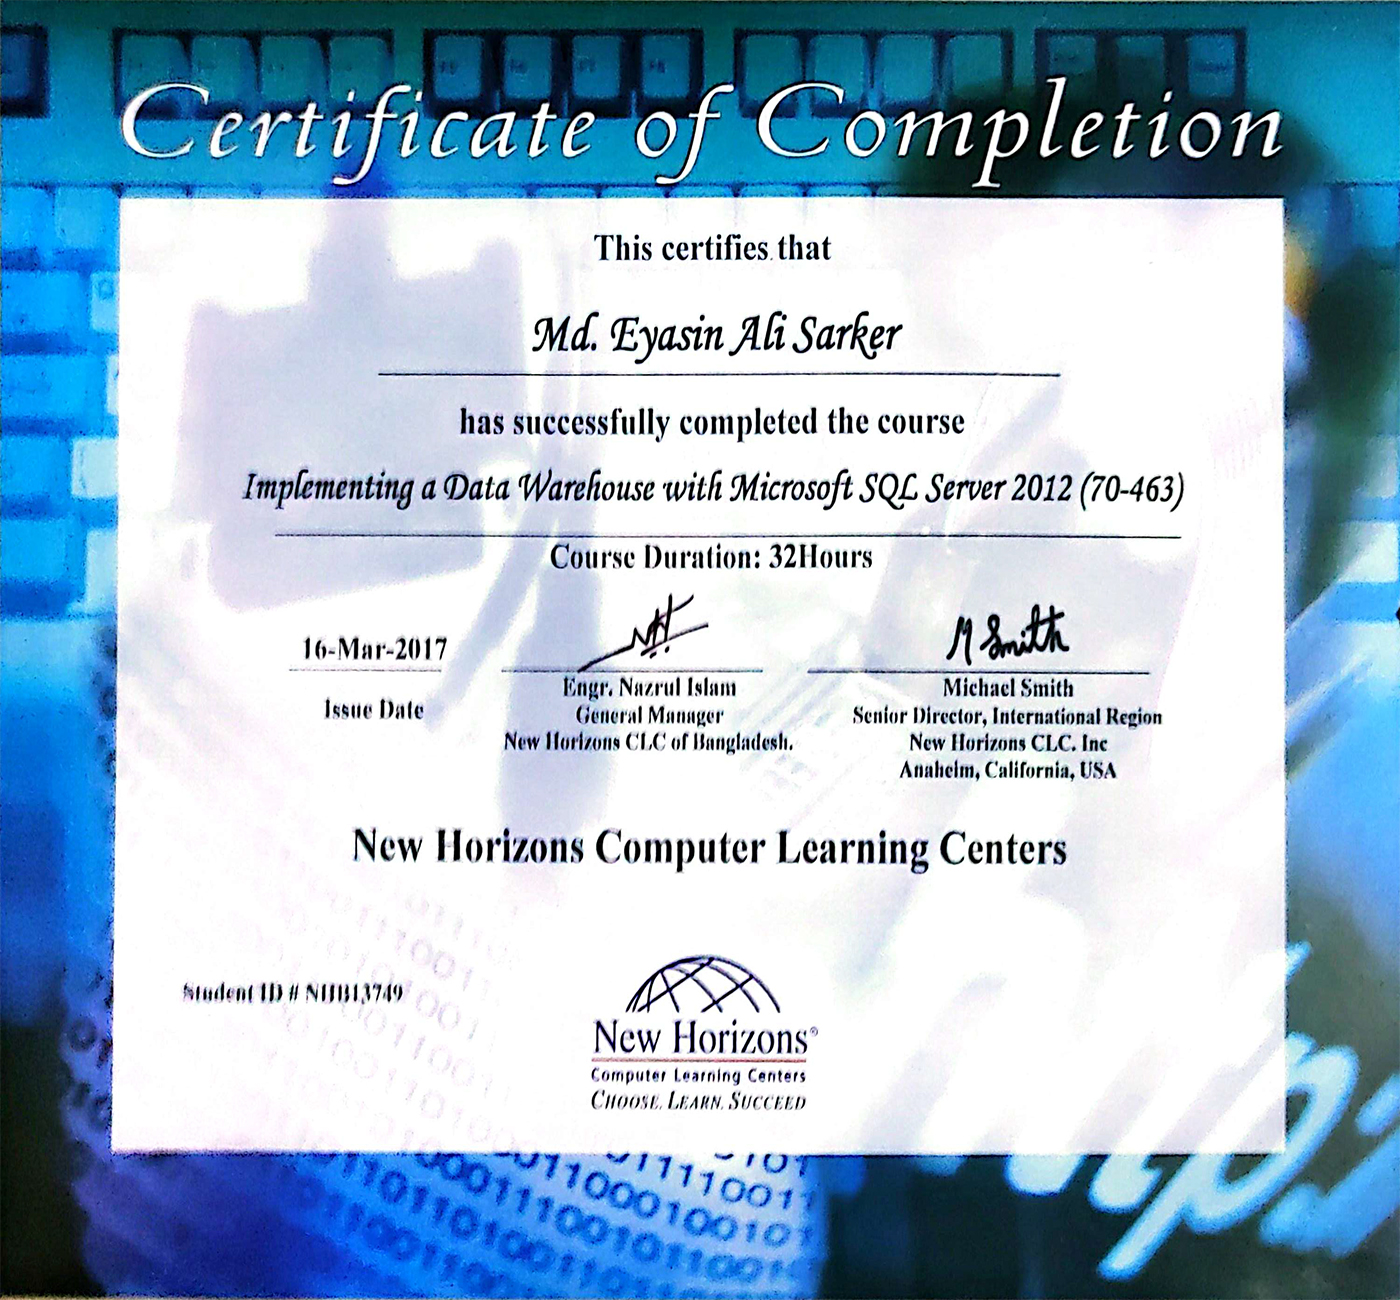 Certificate of Completion
This certifies that
Md. Eyasin Ali Sarker
has successfully completed the course
Implementing a Data Warehouse with Microsoft SQL Server 2012 (70-463)
Course Duration: 32Hours
16-Mar-2017
Issue Date
M Smith
Engr. Nazrul Islam
General Manager
New Horizons CLC of Bangladesh.
Michael Smith
Senior Director, International Region
New Horizons CLC. Inc
Anaheim, California, USA
New Horizons Computer Learning Centers
Student ID # NHB13749
New Horizons®
Computer Learning Centers
CHOOSE. LEARN. SUCCEED